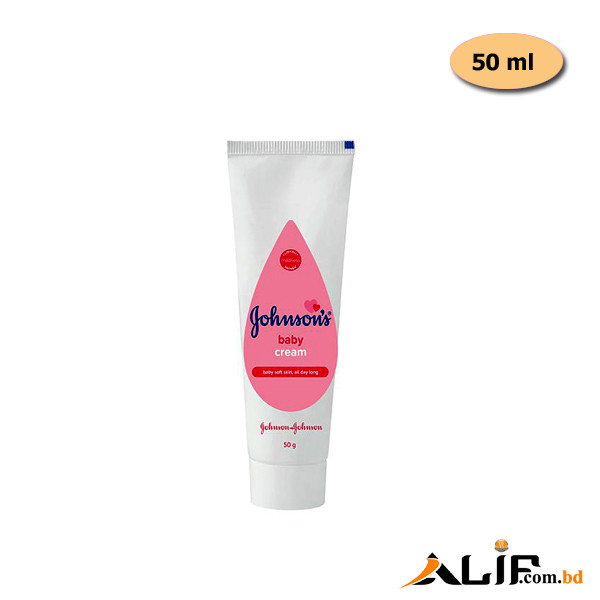 50 ml
Johnson's®
baby
cream
baby soft skin, all day long
Johnson & Johnson
50 g
ALIF.com.bd